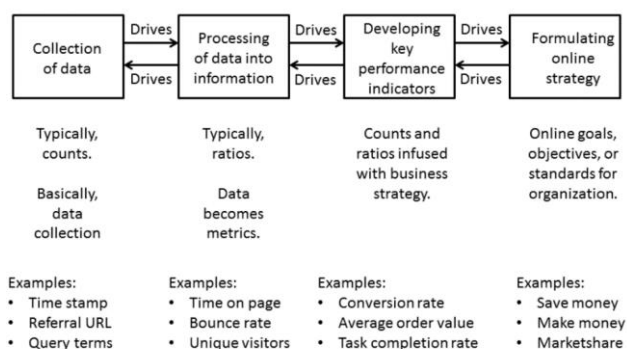 Collection
of data
Drives
Drives
Processing
of data into
information
Drives
Drives
Developing
key
performance
indicators
Drives
Drives
Formulating
online
strategy
Typically,
counts.
Basically,
data
collection
Typically,
ratios.
Data
becomes
metrics.
Counts and
ratios infused
with business
strategy.
Online goals,
objectives, or
standards for
organization.
Examples:
• Time stamp
• Referral URL
• Query terms
Examples:
• Time on page
• Bounce rate
• Unique visitors
Examples:
• Conversion rate
• Average order value
• Task completion rate
Examples:
• Save money
• Make money
• Marketshare